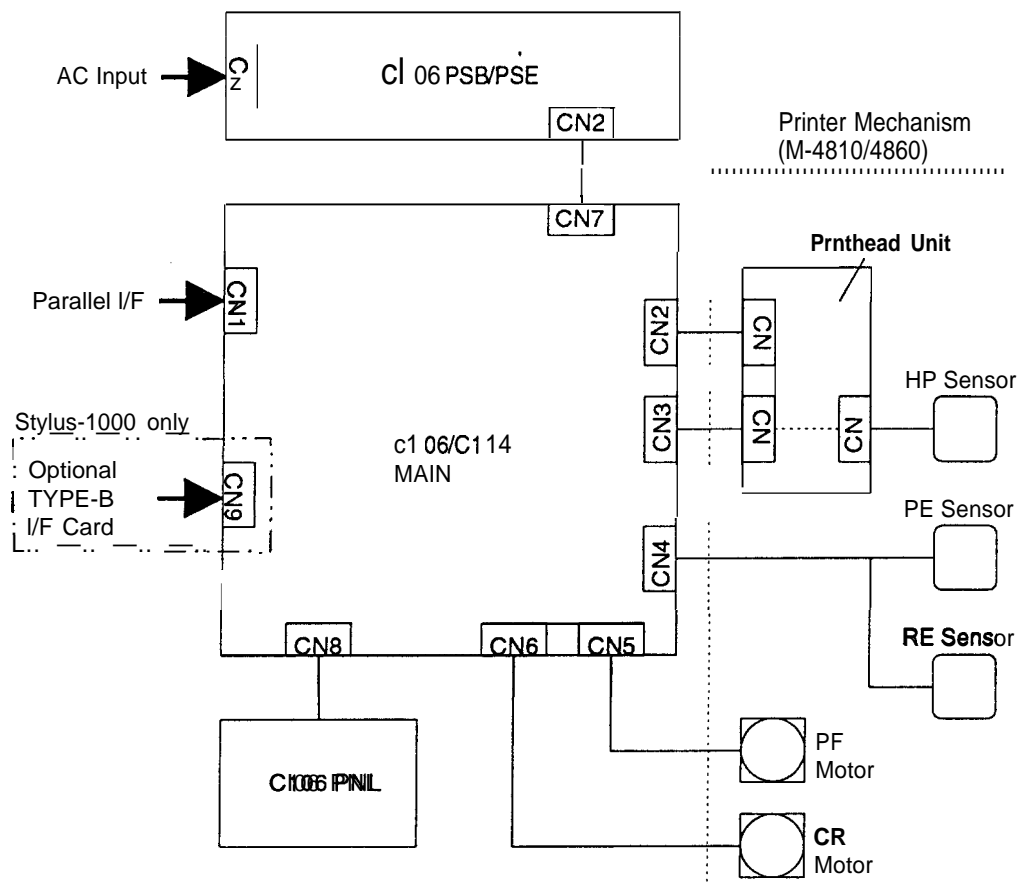 AC Input
CN
cl 06 PSB/PSE
CN2
Printer Mechanism
(M-4810/4860)
CN7
Prnthead Unit
Parallel I/F
CN1
CN2
CN
HP Sensor
Stylus-1000 only
CN3
CN
CN
c1 06/C114
MAIN
Optional
TYPE-B
I/F Card
CN9
PE Sensor
CN4
CN8
CN6
CN5
RE Sensor
C106 PNL
PF
Motor
CR
Motor